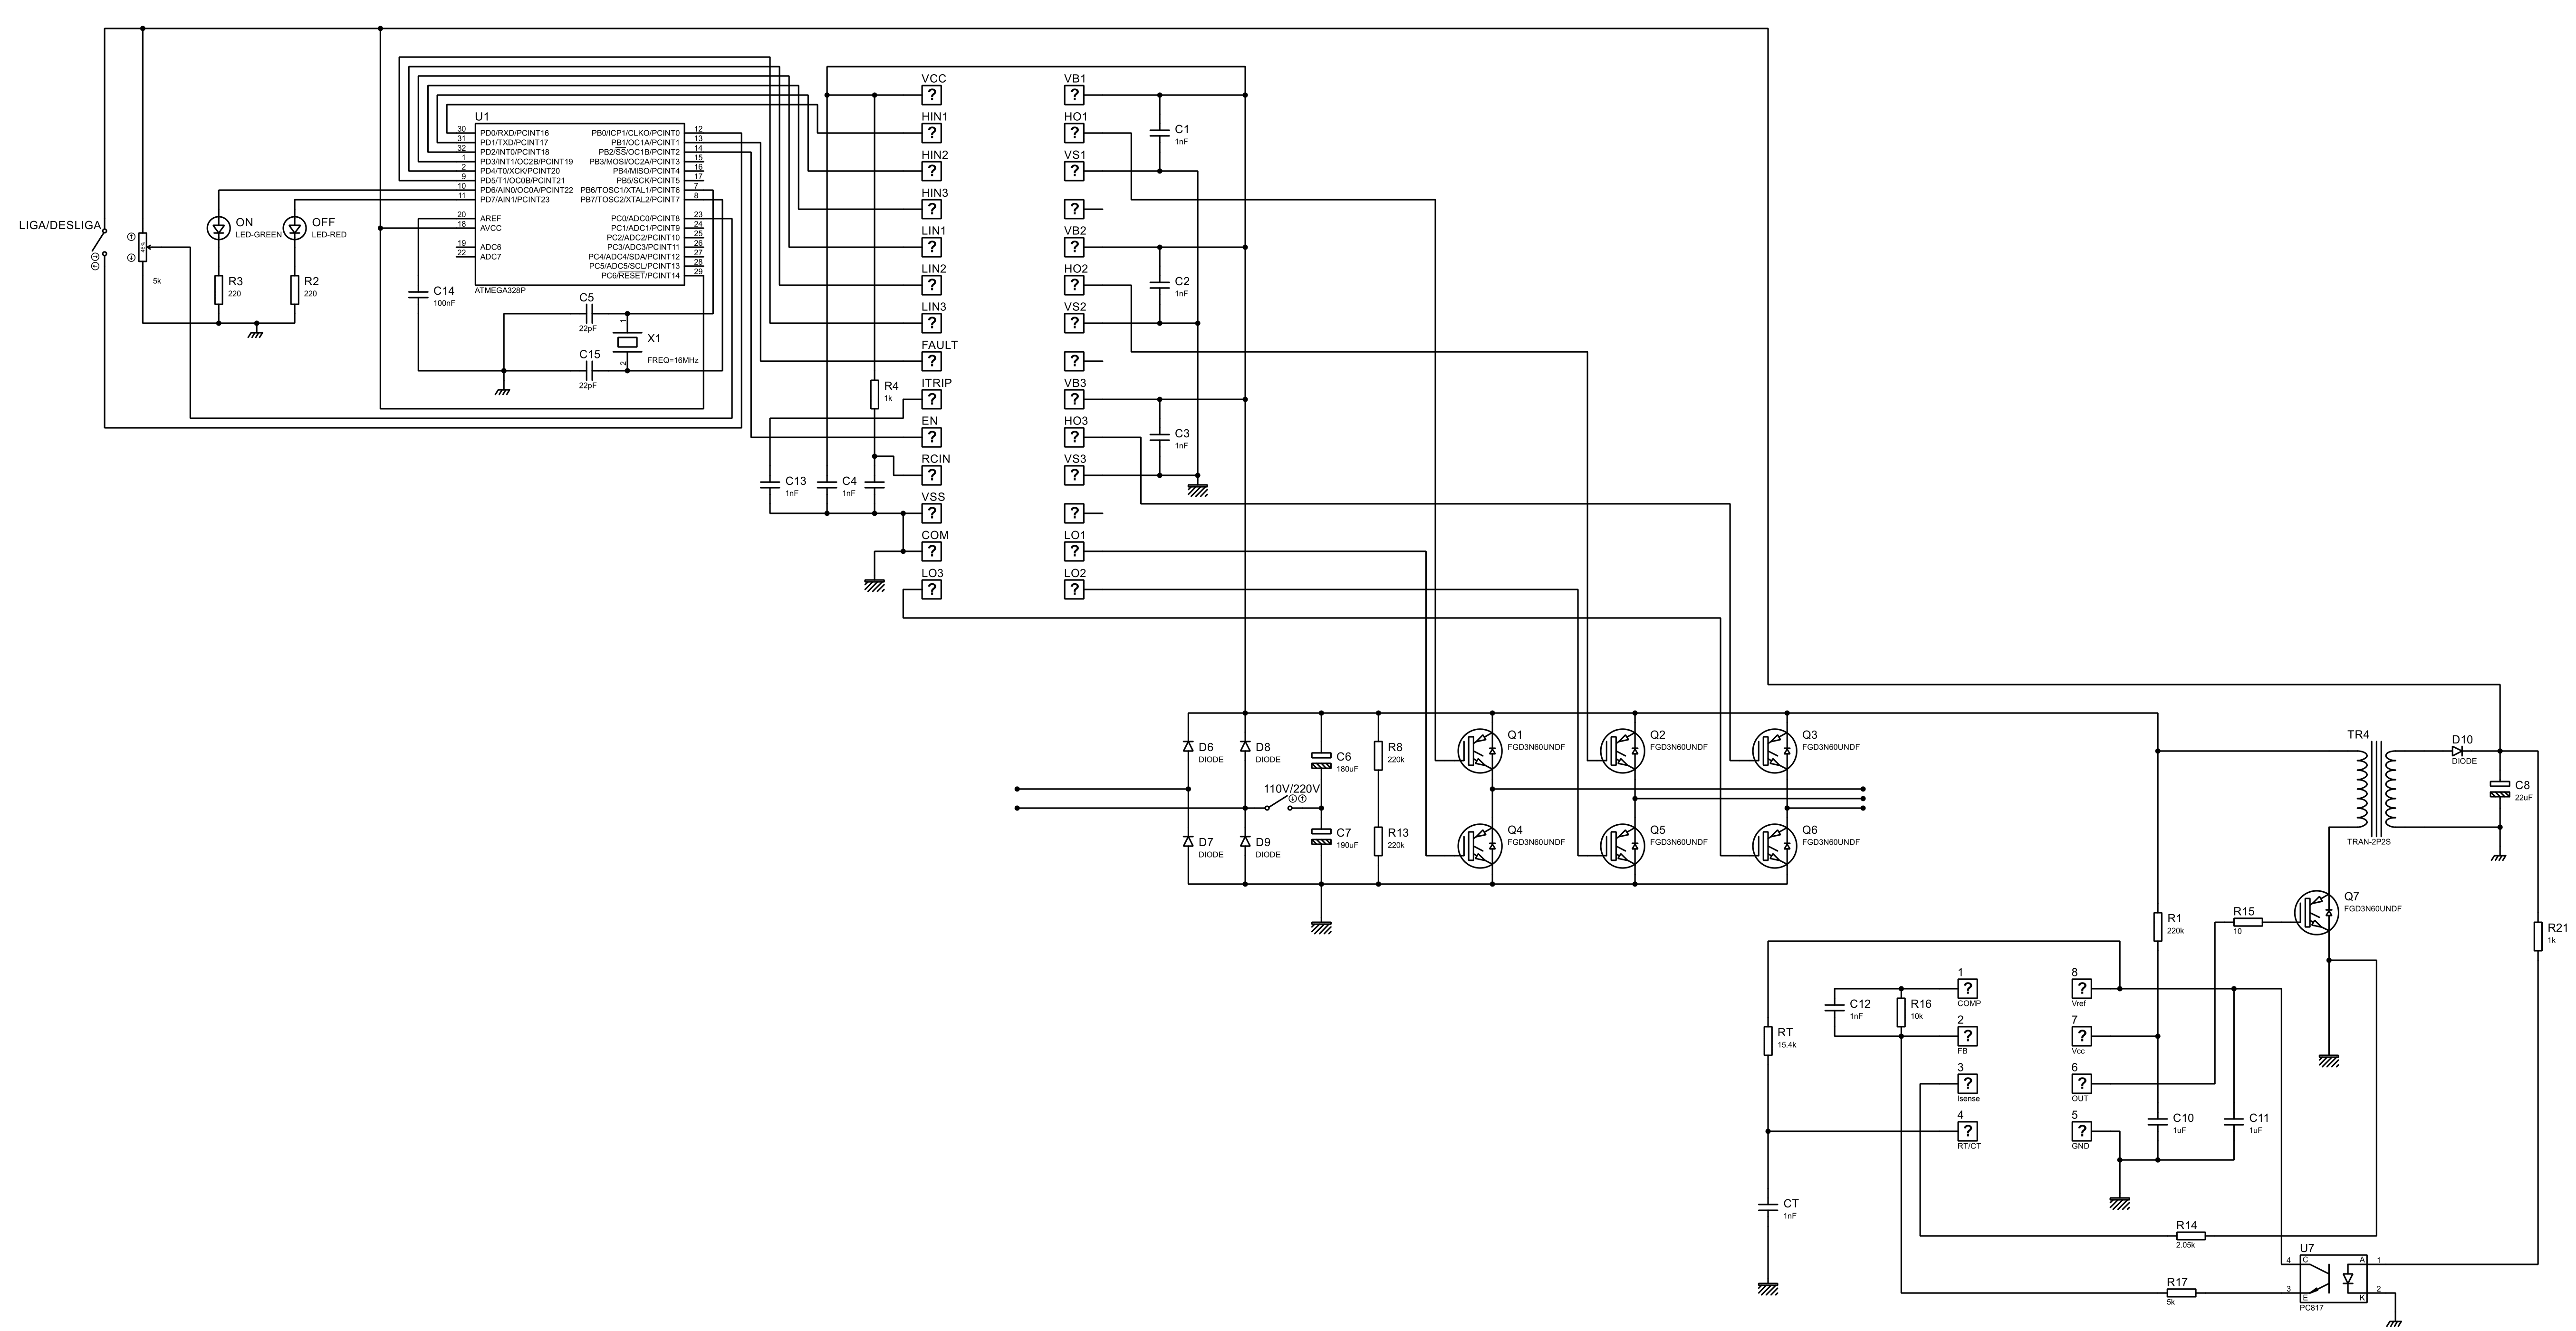 LIGA/DESLIGA
46%
5k
ON
LED-GREEN
OFF
LED-RED
R3
220
R2
220
U1
30 PD0/RXD/PCINT16 PB0/ICP1/CLKO/PCINT0 12
31 PD1/TXD/PCINT17 PB1/OC1A/PCINT1 13
32 PD2/INT0/PCINT18 PB2/SS/OC1B/PCINT2 14
1 PD3/INT1/OC2B/PCINT19 PB3/MOSI/OC2A/PCINT3 15
2 PD4/T0/XCK/PCINT20 PB4/MISO/PCINT4 16
9 PD5/T1/OC0B/PCINT21 PB5/SCK/PCINT5 17
10 PD6/AIN0/OC0A/PCINT22 PB6/TOSC1/XTAL1/PCINT6 7
11 PD7/AIN1/PCINT23 PB7/TOSC2/XTAL2/PCINT7 8
20 AREF PC0/ADC0/PCINT8 23
18 AVCC PC1/ADC1/PCINT9 24
PC2/ADC2/PCINT10 25
19 ADC6 PC3/ADC3/PCINT11 26
22 ADC7 PC4/ADC4/SDA/PCINT12 27
PC5/ADC5/SCL/PCINT13 28
PC6/RESET/PCINT14 29
ATMEGA328P
C14
100nF
C5
22pF
C15
22pF
1
X1
2
FREQ=16MHz
VCC
?
HIN1
?
HIN2
?
HIN3
?
LIN1
?
LIN2
?
LIN3
?
FAULT
?
ITRIP
?
EN
?
RCIN
?
VSS
?
COM
?
LO3
?
R4
1k
C13
1nF
C4
1nF
VB1
?
HO1
?
VS1
?
?
VB2
?
HO2
?
VS2
?
?
VB3
?
HO3
?
VS3
?
?
LO1
?
LO2
?
C1
1nF
C2
1nF
C3
1nF
D6
DIODE
D8
DIODE
D7
DIODE
D9
DIODE
110V/220V
C6
180uF
C7
190uF
R8
220k
R13
220k
Q1
FGD3N60UNDF
Q2
FGD3N60UNDF
Q3
FGD3N60UNDF
Q4
FGD3N60UNDF
Q5
FGD3N60UNDF
Q6
FGD3N60UNDF
TR4
TRAN-2P2S
D10
DIODE
C8
22uF
Q7
FGD3N60UNDF
R15
10
R1
220k
R21
1k
RT
15.4k
CT
1nF
C12
1nF
R16
10k
1
?
COMP
2
?
FB
3
?
Isense
4
?
RT/CT
8
?
Vref
7
?
Vcc
6
?
OUT
5
?
GND
C10
1uF
C11
1uF
R14
2.05k
R17
5k
U7
4 C A 1
3 E K 2
PC817